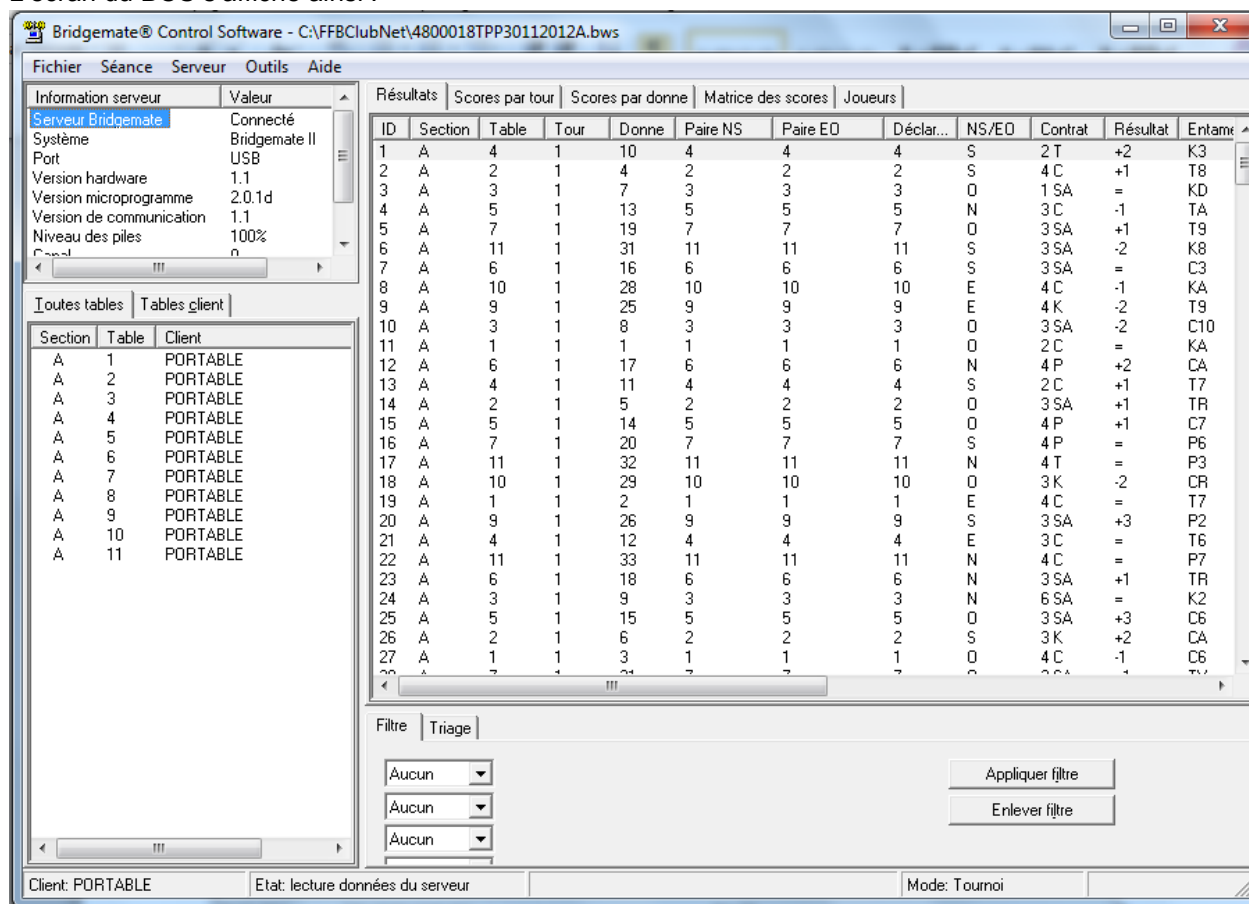 L'écran du BCS s'affiche ainsi :
Bridgemate® Control Software - C:\FFBClubNet\4800018TPP30112012A.bws
Fichier Séance Serveur Outils Aide
Information serveur Valeur
Serveur Bridgemate Connecté
Système Bridgemate II
Port USB
Version hardware 1.1
Version microprogramme 2.0.1d
Version de communication 1.1
Niveau des piles 100%
Canal 0
Toutes tables Tables client
Section Table Client
A 1 PORTABLE
A 2 PORTABLE
A 3 PORTABLE
A 4 PORTABLE
A 5 PORTABLE
A 6 PORTABLE
A 7 PORTABLE
A 8 PORTABLE
A 9 PORTABLE
A 10 PORTABLE
A 11 PORTABLE
Résultats Scores par tour Scores par donne Matrice des scores Joueurs
ID Section Table Tour Donne Paire NS Paire EO Déclar... NS/EO Contrat Résultat Entame
1 A 4 1 10 4 4 4 S 2 T +2 K3
2 A 2 1 4 2 2 2 S 4 C +1 T8
3 A 3 1 7 3 3 3 O 1 SA = KD
4 A 5 1 13 5 5 5 N 3 C -1 TA
5 A 7 1 19 7 7 7 O 3 SA +1 T9
6 A 11 1 31 11 11 11 S 3 SA -2 K8
7 A 6 1 16 6 6 6 S 3 SA = C3
8 A 10 1 28 10 10 10 E 4 C -1 KA
9 A 9 1 25 9 9 9 E 4 K -2 T9
10 A 3 1 8 3 3 3 O 3 SA -2 C10
11 A 1 1 1 1 1 1 O 2 C = KA
12 A 6 1 17 6 6 6 N 4 P +2 CA
13 A 4 1 11 4 4 4 S 2 C +1 T7
14 A 2 1 5 2 2 2 O 3 SA +1 TR
15 A 5 1 14 5 5 5 O 4 P +1 C7
16 A 7 1 20 7 7 7 S 4 P = P6
17 A 11 1 32 11 11 11 N 4 T = P3
18 A 10 1 29 10 10 10 O 3 K -2 CR
19 A 1 1 2 1 1 1 E 4 C = T7
20 A 9 1 26 9 9 9 S 3 SA +3 P2
21 A 4 1 12 4 4 4 E 3 C = T6
22 A 11 1 33 11 11 11 N 4 C = P7
23 A 6 1 18 6 6 6 N 3 SA +1 TR
24 A 3 1 9 3 3 3 N 6 SA = K2
25 A 5 1 15 5 5 5 O 3 SA +3 C6
26 A 2 1 6 2 2 2 S 3 K +2 CA
27 A 1 1 3 1 1 1 O 4 C -1 C6
Filtre Triage
Aucun
Appliquer filtre
Aucun
Enlever filtre
Aucun
Client: PORTABLE Etat: lecture données du serveur Mode: Tournoi